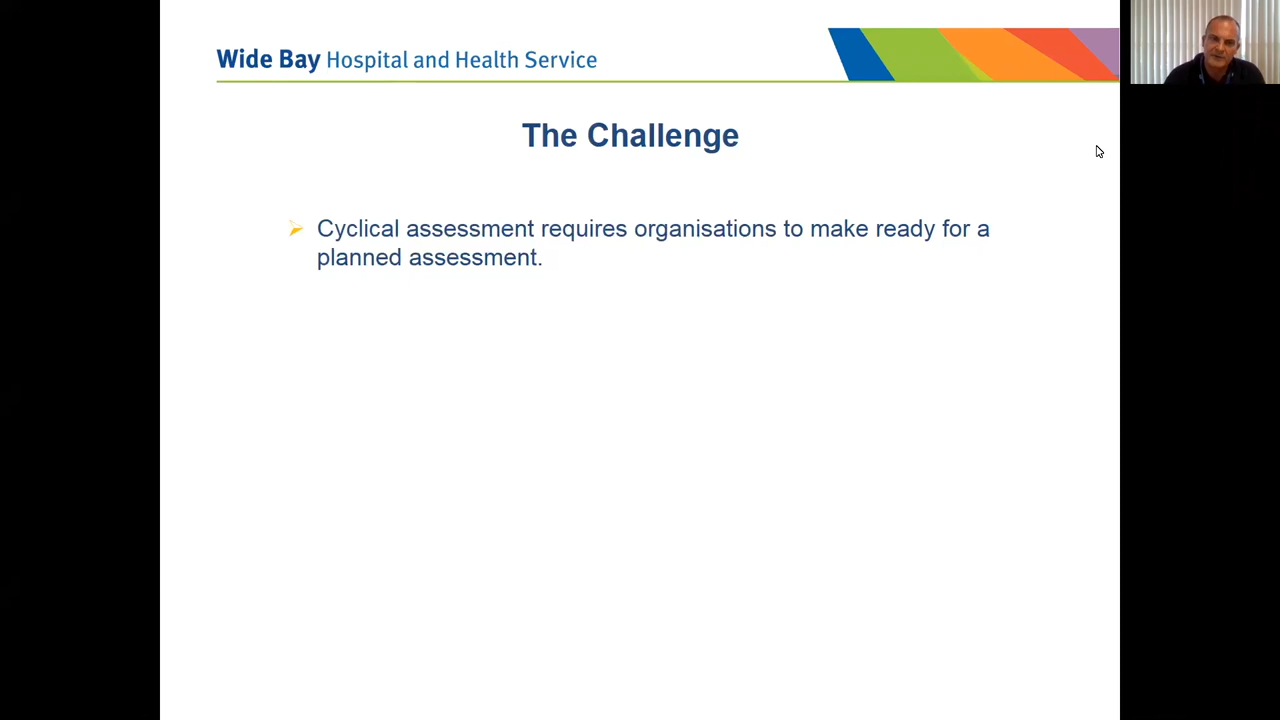 Wide Bay Hospital and Health Service
The Challenge
Cyclical assessment requires organisations to make ready for a
planned assessment.